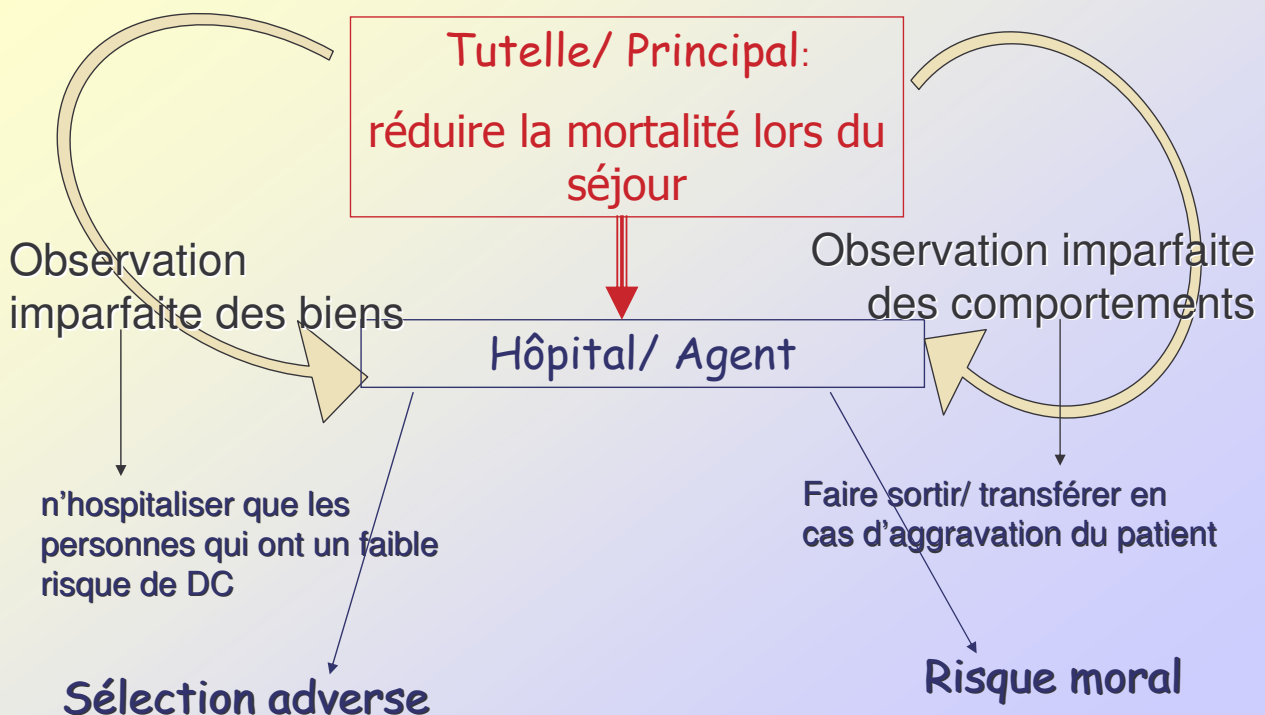 Tutelle/ Principal:
réduire la mortalité lors du
séjour
Observation
imparfaite des biens
Observation imparfaite
des comportements
Hôpital/ Agent
n'hospitaliser que les
personnes qui ont un faible
risque de DC
Faire sortir/ transférer en
cas d'aggravation du patient
Sélection adverse
Risque moral